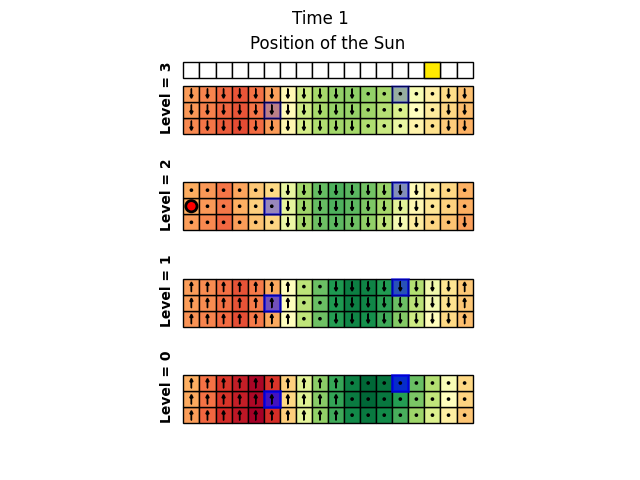 Time 1
Position of the Sun
Level = 3
Level = 2
Level = 1
Level = 0